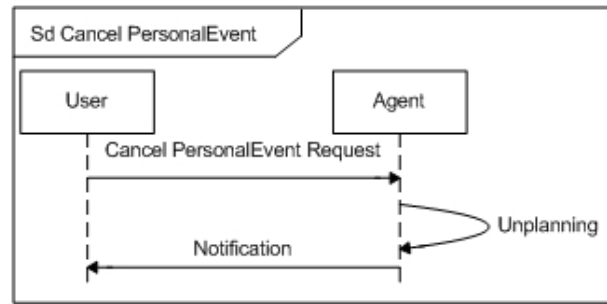 Sd Cancel PersonalEvent
User
Agent
Cancel PersonalEvent Request
Unplanning
Notification